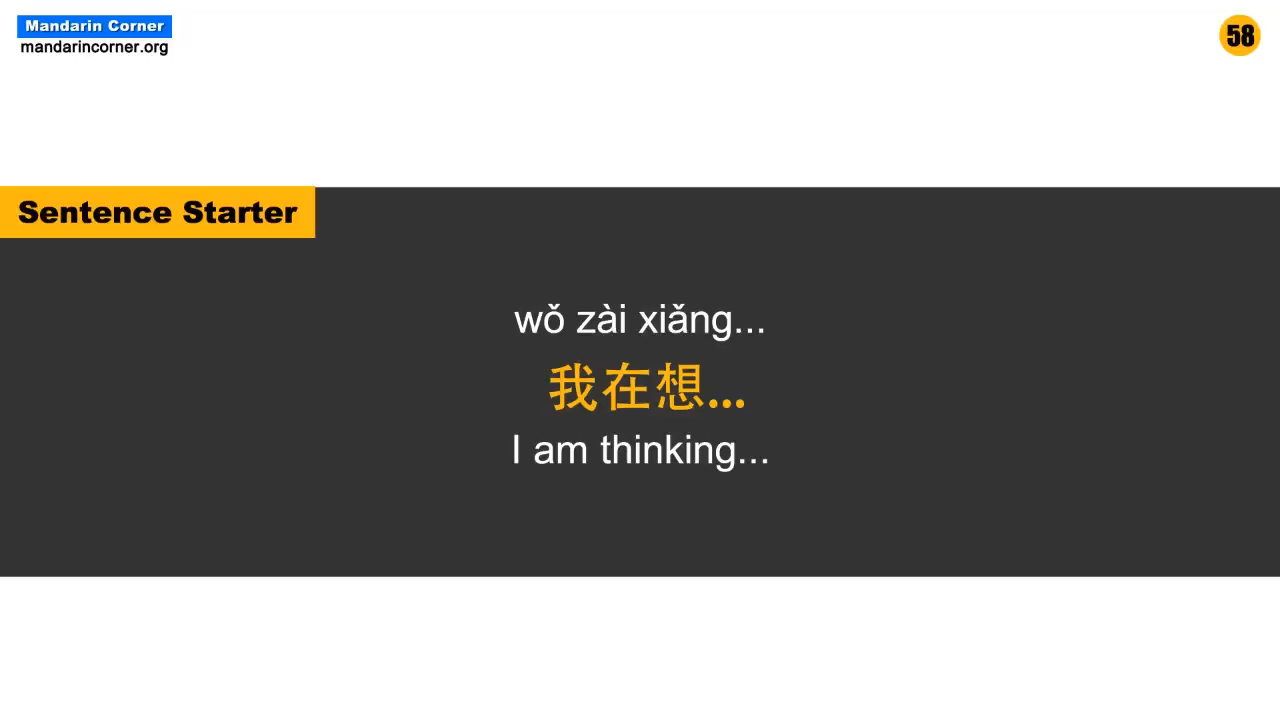 Mandarin Corner
mandarincorner.org
58
Sentence Starter
wǒ zài xiǎng...
我在想...
I am thinking...